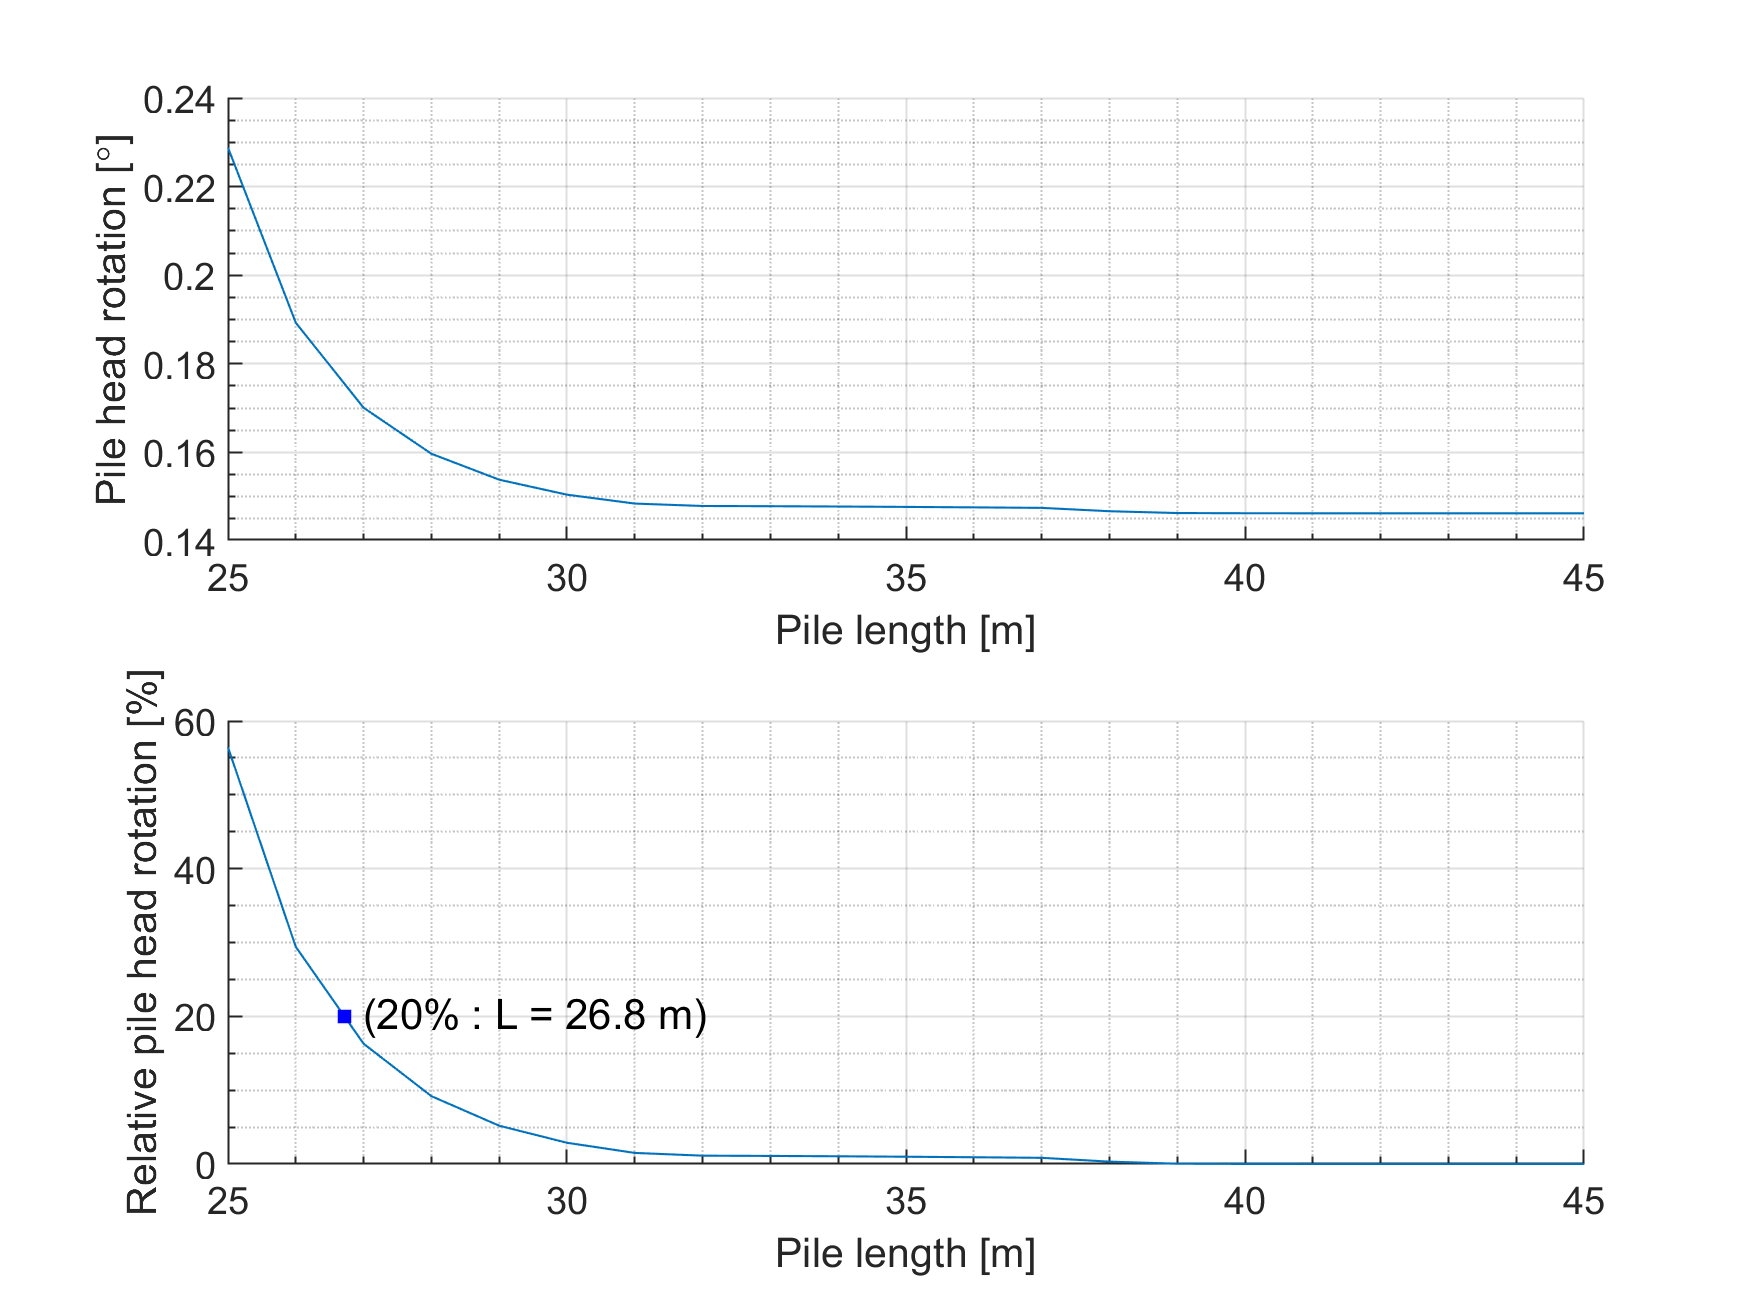 Pile head rotation [°]
0.24
0.22
0.2
0.18
0.16
0.14
25 30 35 40 45
Pile length [m]
Relative pile head rotation [%]
60
40
20
0
(20% : L = 26.8 m)
25 30 35 40 45
Pile length [m]